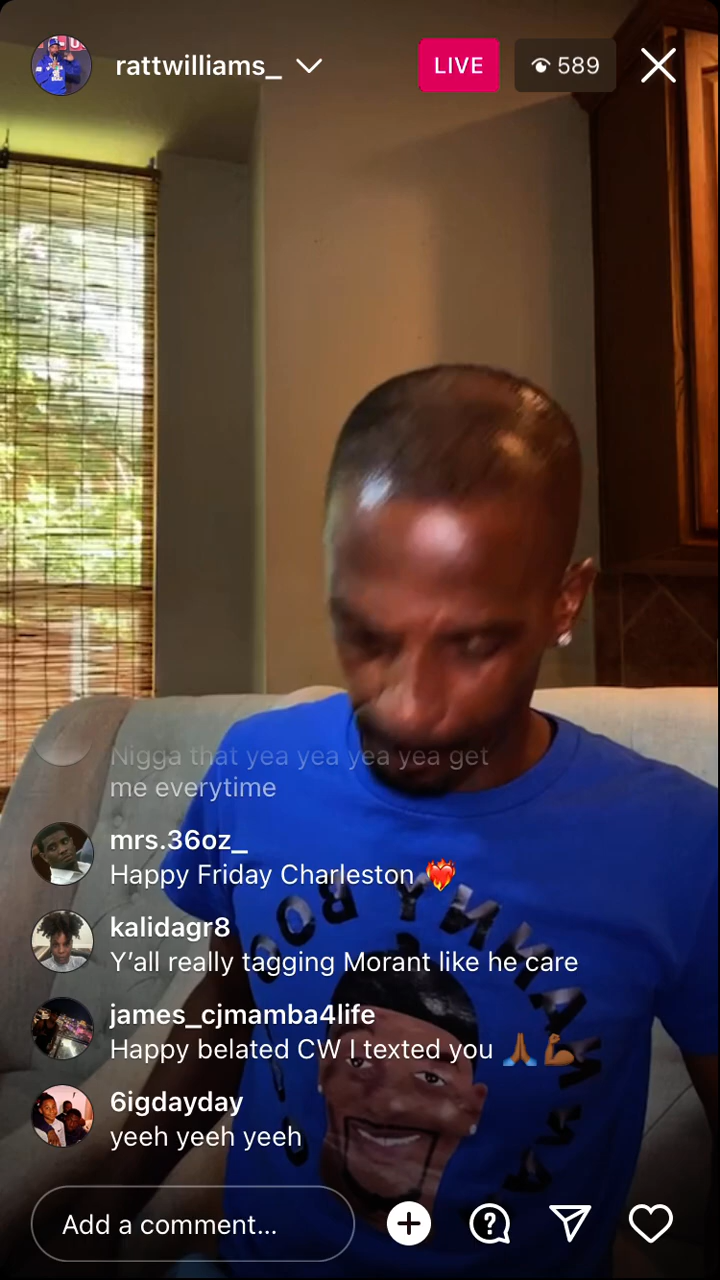 rattwilliams_
LIVE
589
Nigga that yea yea yea yea get
me everytime
mrs.36oz_
Happy Friday Charleston ❤️‍🔥
kalidagr8
Y’all really tagging Morant like he care
james_cjmamba4life
Happy belated CW I texted you 🙏🏾💪🏾
6igdayday
yeeh yeeh yeeh
Add a comment...